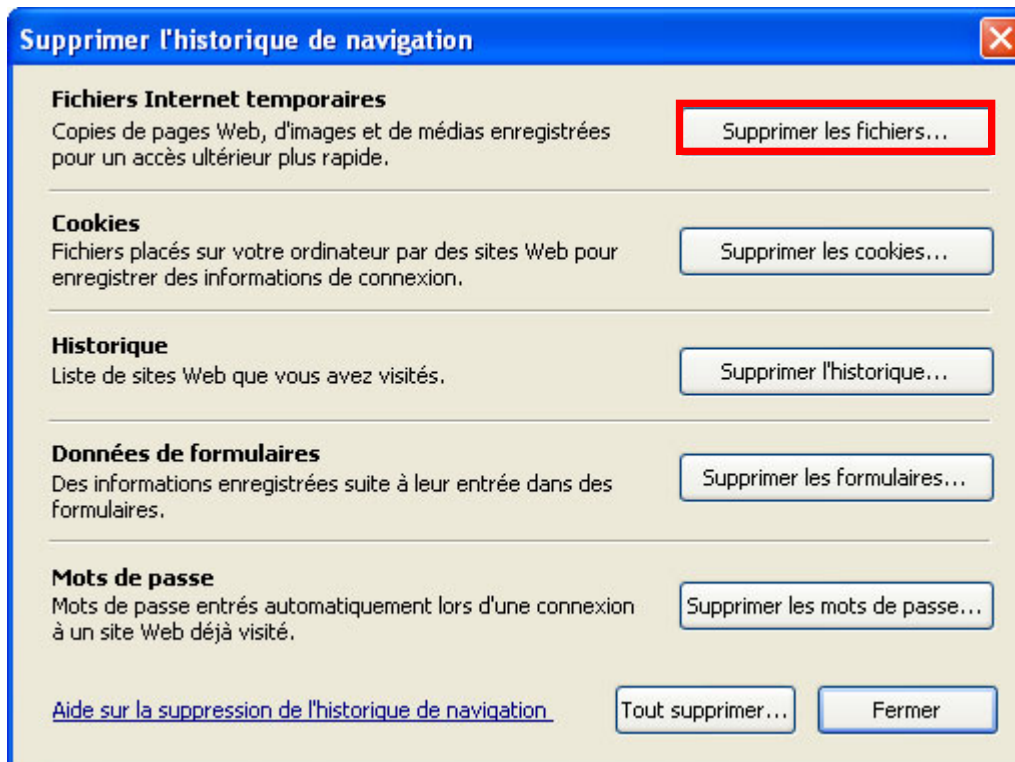 Supprimer l'historique de navigation
Fichiers Internet temporaires
Copies de pages Web, d'images et de médias enregistrées
pour un accès ultérieur plus rapide.
Supprimer les fichiers...
Cookies
Fichiers placés sur votre ordinateur par des sites Web pour
enregistrer des informations de connexion.
Supprimer les cookies...
Historique
Liste de sites Web que vous avez visités.
Supprimer l'historique...
Données de formulaires
Des informations enregistrées suite à leur entrée dans des
formulaires.
Supprimer les formulaires...
Mots de passe
Mots de passe entrés automatiquement lors d'une connexion
à un site Web déjà visité.
Supprimer les mots de passe...
Aide sur la suppression de l'historique de navigation
Tout supprimer...
Fermer